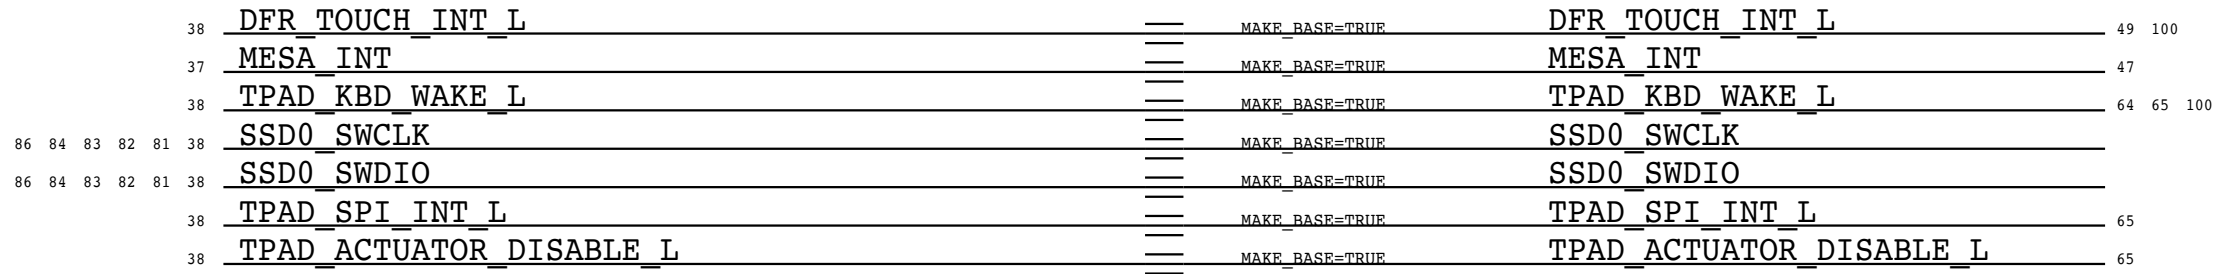 38 DFR_TOUCH_INT_L MAKE_BASE=TRUE DFR_TOUCH_INT_L 49 100
37 MESA_INT MAKE_BASE=TRUE MESA_INT 47
38 TPAD_KBD_WAKE_L MAKE_BASE=TRUE TPAD_KBD_WAKE_L 64 65 100
86 84 83 82 81 38 SSD0_SWCLK MAKE_BASE=TRUE SSD0_SWCLK
86 84 83 82 81 38 SSD0_SWDIO MAKE_BASE=TRUE SSD0_SWDIO
38 TPAD_SPI_INT_L MAKE_BASE=TRUE TPAD_SPI_INT_L 65
38 TPAD_ACTUATOR_DISABLE_L MAKE_BASE=TRUE TPAD_ACTUATOR_DISABLE_L 65